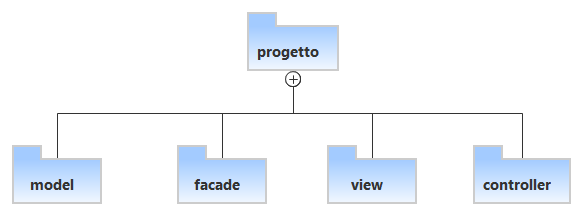 progetto
model
facade
view
controller